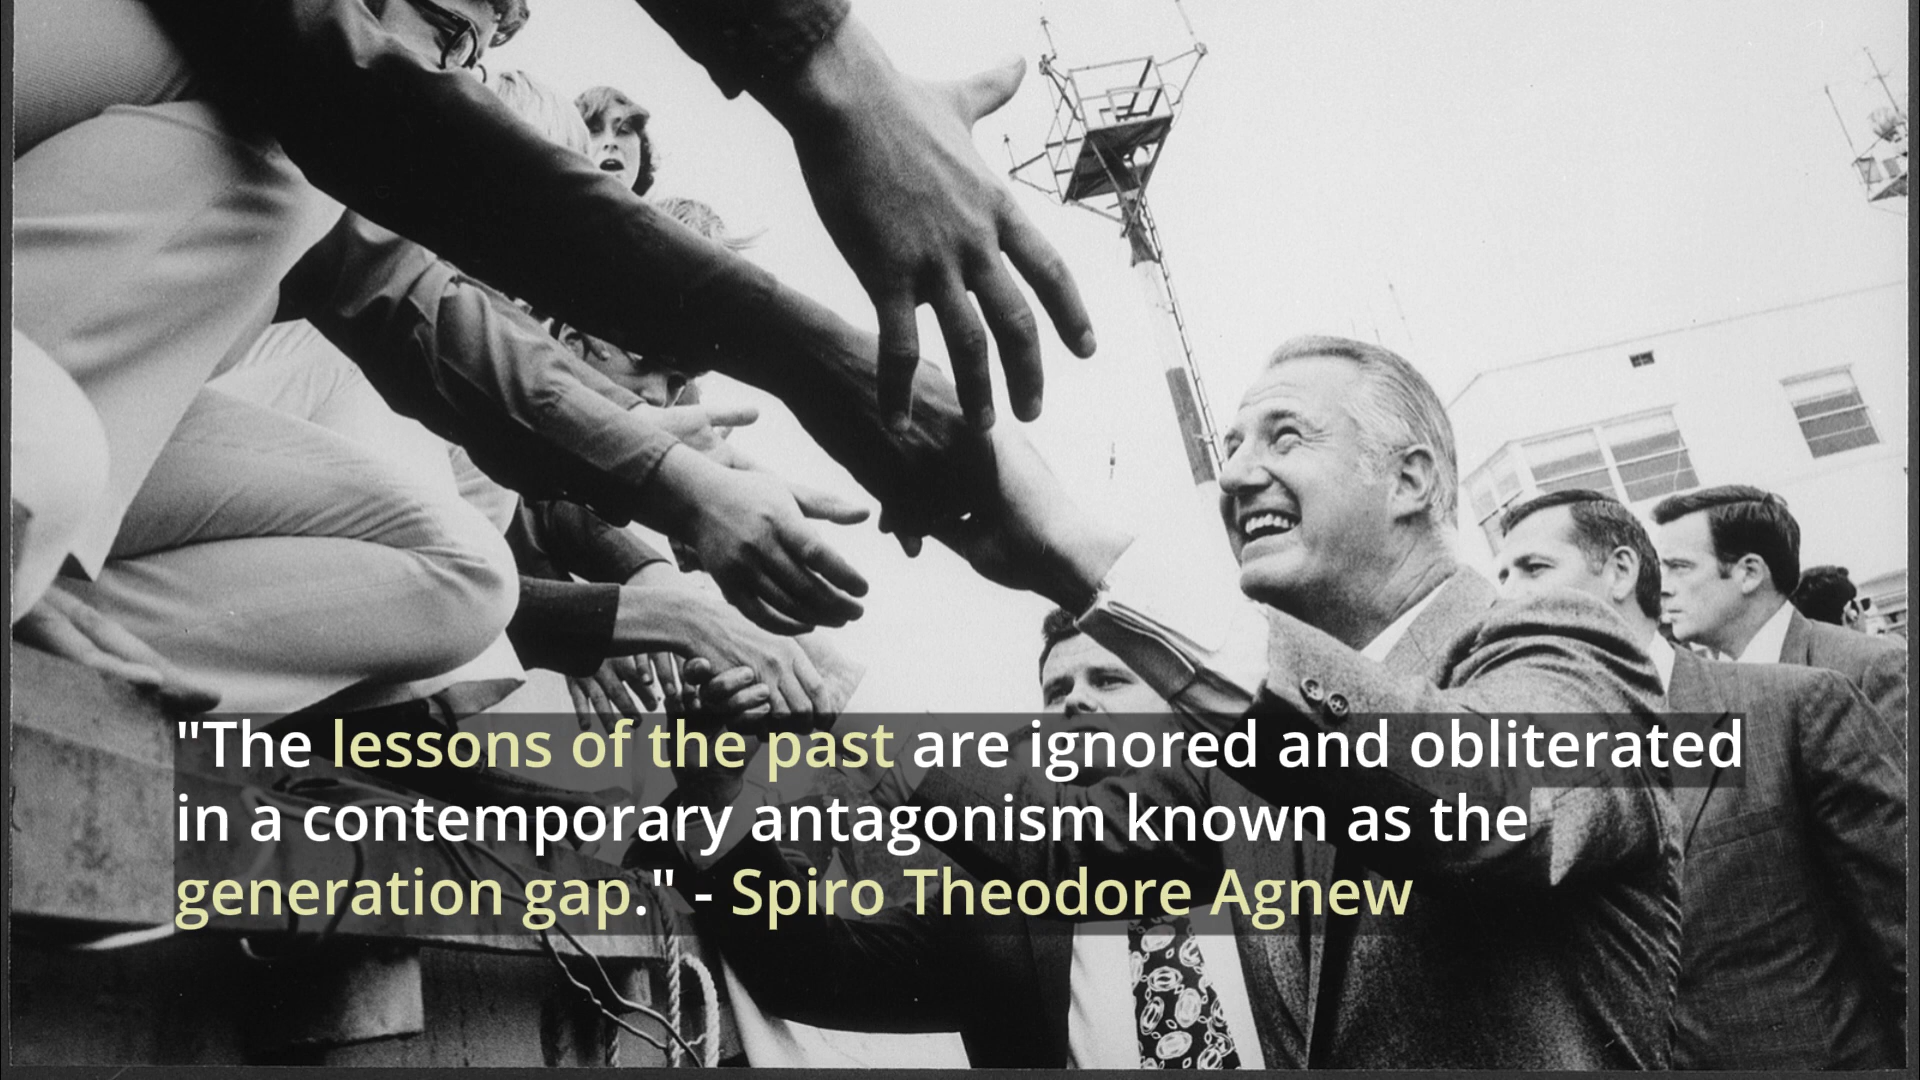 "The lessons of the past are ignored and obliterated
in a contemporary antagonism known as the
generation gap." - Spiro Theodore Agnew